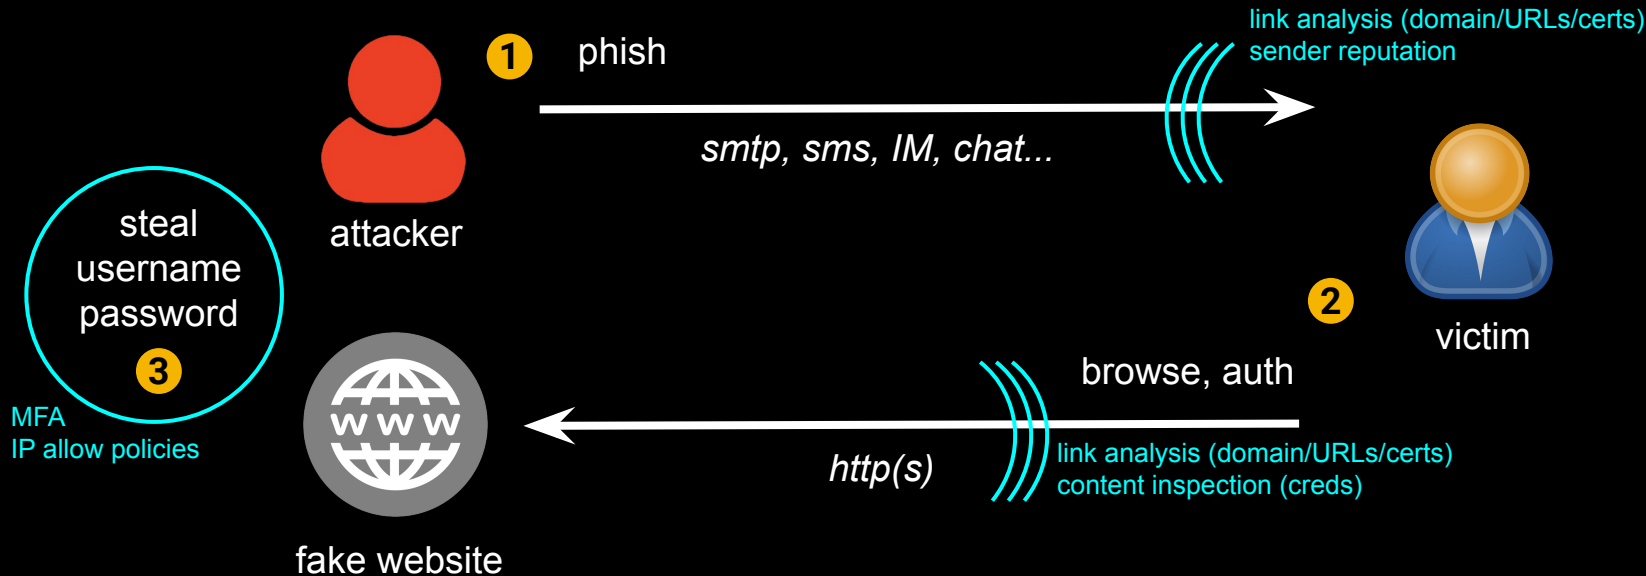 link analysis (domain/URLs/certs)
sender reputation
1
phish
smtp, sms, IM, chat...
attacker
steal
username
password
3
MFA
IP allow policies
2
victim
browse, auth
http(s)
link analysis (domain/URLs/certs)
content inspection (creds)
w w w
fake website